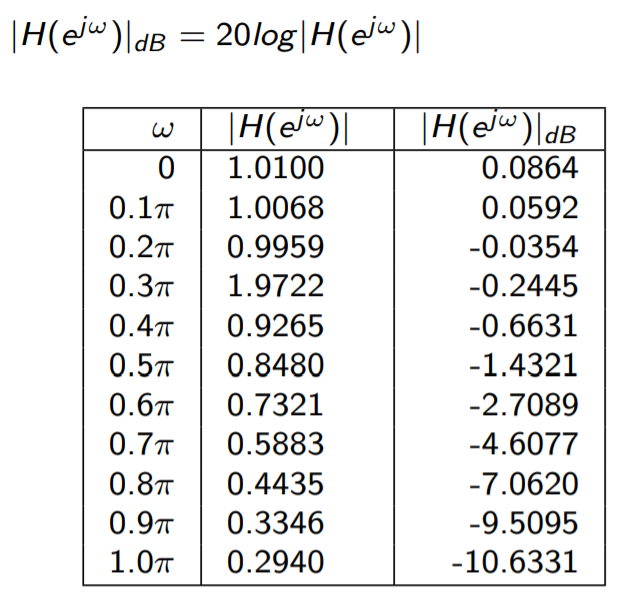 |H(e^{jω})|_{dB} = 20log|H(e^{jω})|
ω |H(e^{jω})| |H(e^{jω})|_{dB}
0 1.0100 0.0864
0.1π 1.0068 0.0592
0.2π 0.9959 -0.0354
0.3π 1.9722 -0.2445
0.4π 0.9265 -0.6631
0.5π 0.8480 -1.4321
0.6π 0.7321 -2.7089
0.7π 0.5883 -4.6077
0.8π 0.4435 -7.0620
0.9π 0.3346 -9.5095
1.0π 0.2940 -10.6331